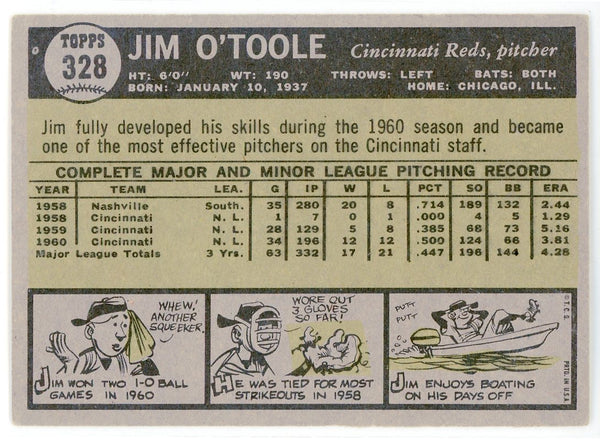 TOPPS
328
JIM O'TOOLE
Cincinnati Reds, pitcher
HT: 6'0" WT: 190 THROWS: LEFT BATS: BOTH
BORN: JANUARY 10, 1937 HOME: CHICAGO, ILL.
Jim fully developed his skills during the 1960 season and became
one of the most effective pitchers on the Cincinnati staff.
COMPLETE MAJOR AND MINOR LEAGUE PITCHING RECORD
YEAR TEAM LEA. G IP W L PCT SO BB ERA
1958 Nashville South. 35 280 20 8 .714 189 132 2.44
1958 Cincinnati N. L. 1 7 0 1 .000 4 5 1.29
1959 Cincinnati N. L. 28 129 5 8 .385 68 73 5.16
1960 Cincinnati N. L. 34 196 12 12 .500 124 66 3.81
Major League Totals 3 Yrs. 63 332 17 21 .447 196 144 4.28
WHEW!
ANOTHER
SQUEEKER.
JIM WON TWO 1-0 BALL
GAMES IN 1960
WORE OUT
3 GLOVES
SO FAR!
HE WAS TIED FOR MOST
STRIKEOUTS IN 1958
PUTT
PUTT
JIM ENJOYS BOATING
ON HIS DAYS OFF
© T.C.G.
PRTD. IN U.S.A.